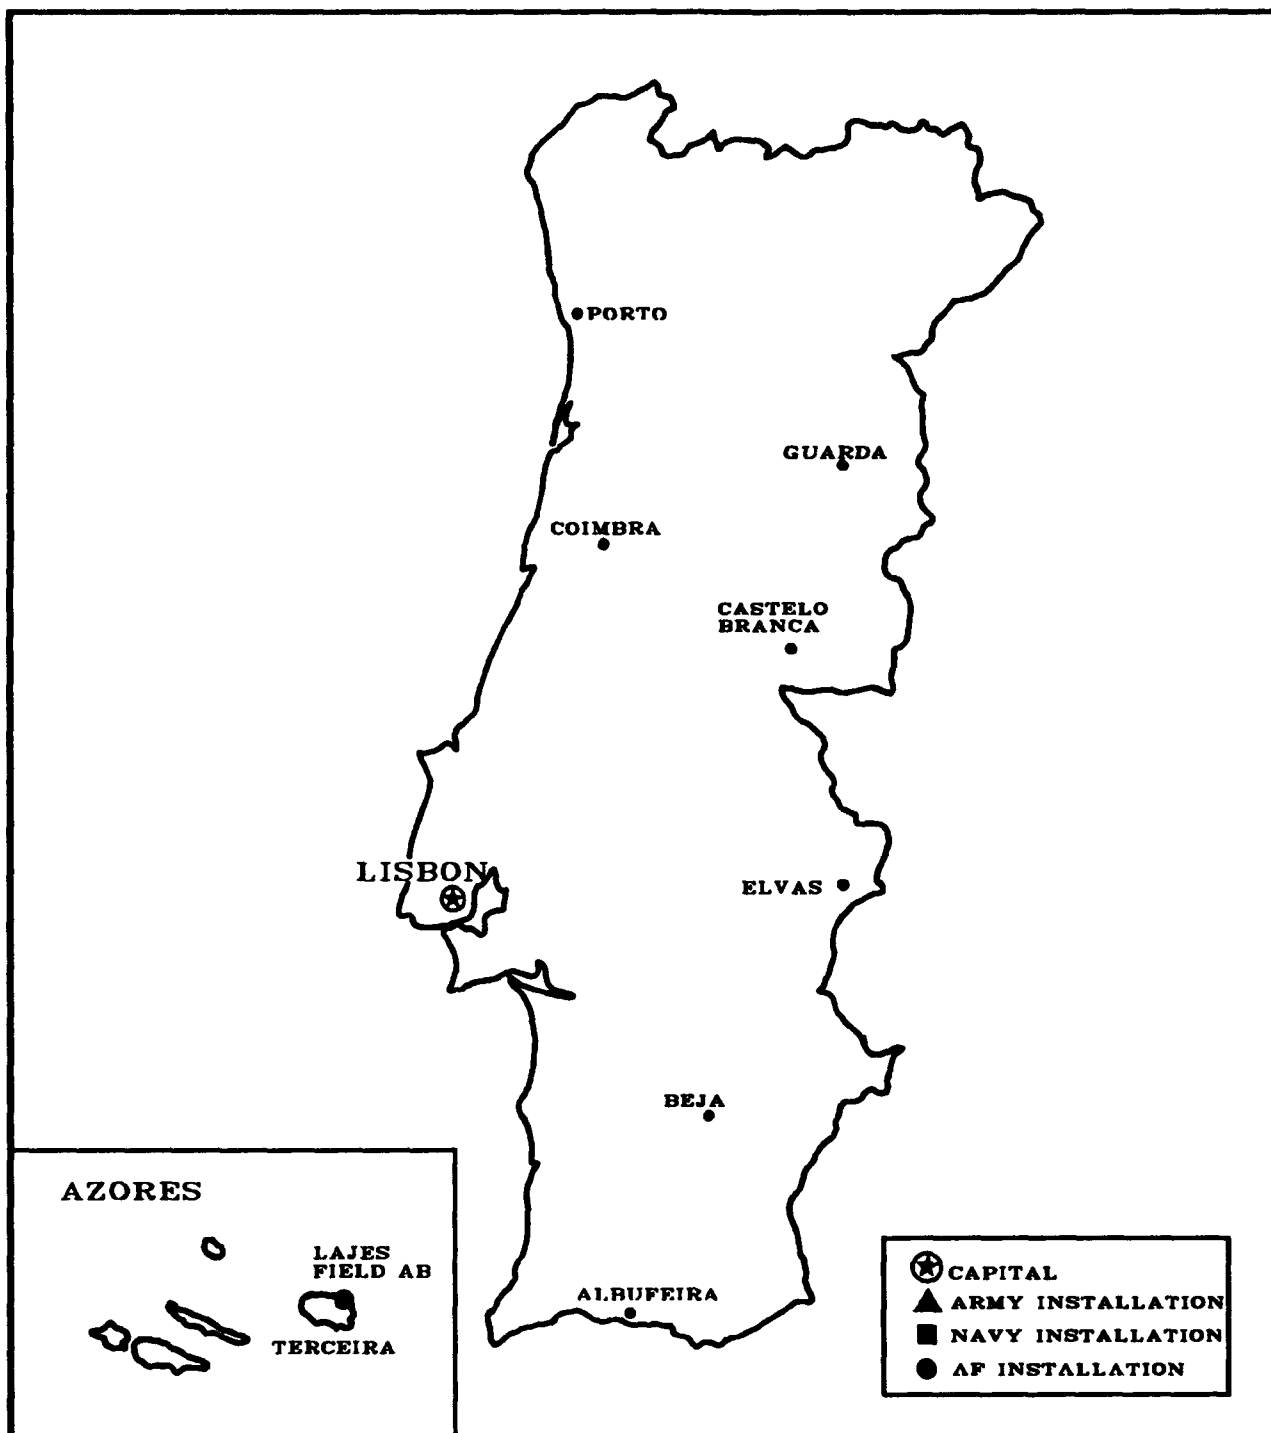 PORTO
GUARDA
COIMBRA
CASTELO
BRANCA
LISBON
ELVAS
BEJA
AZORES
LAJES
FIELD AB
TERCEIRA
ALBUFEIRA
CAPITAL
ARMY INSTALLATION
NAVY INSTALLATION
AF INSTALLATION